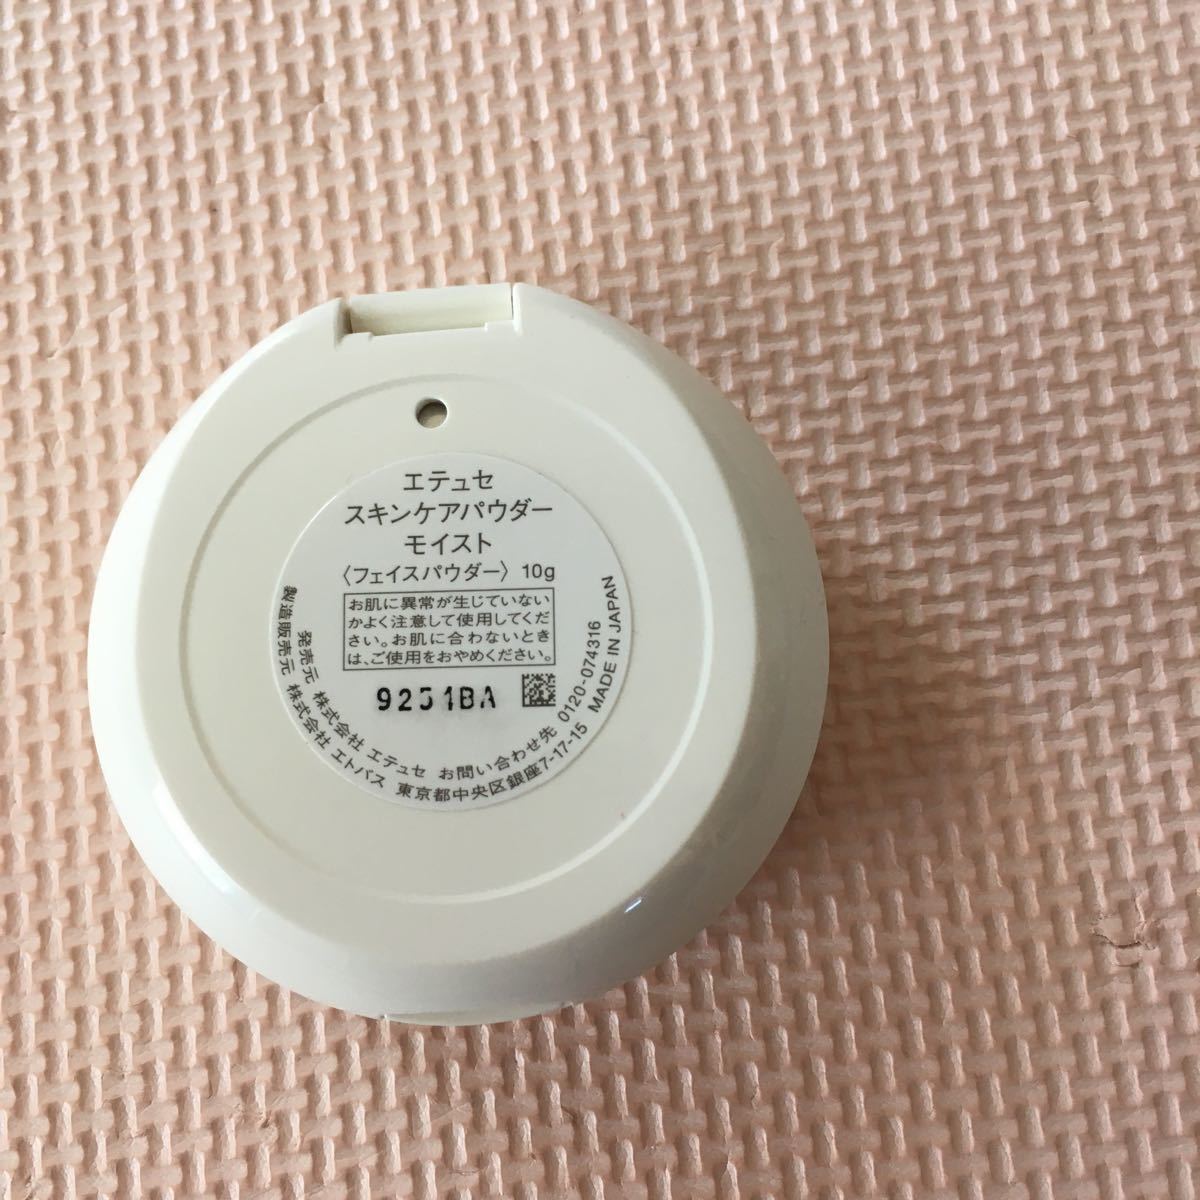 エテュセ
スキンケアパウダー
モイスト
〈フェイスパウダー〉 10g
お肌に異常が生じていない
かよく注意して使用してくだ
さい。お肌に合わないとき
は、ご使用をおやめください。
9251BA
発売元 株式会社 エテュセ お問い合わせ先 0120-074316
製造販売元 株式会社 エトバス 東京都中央区銀座7-17-15 MADE IN JAPAN